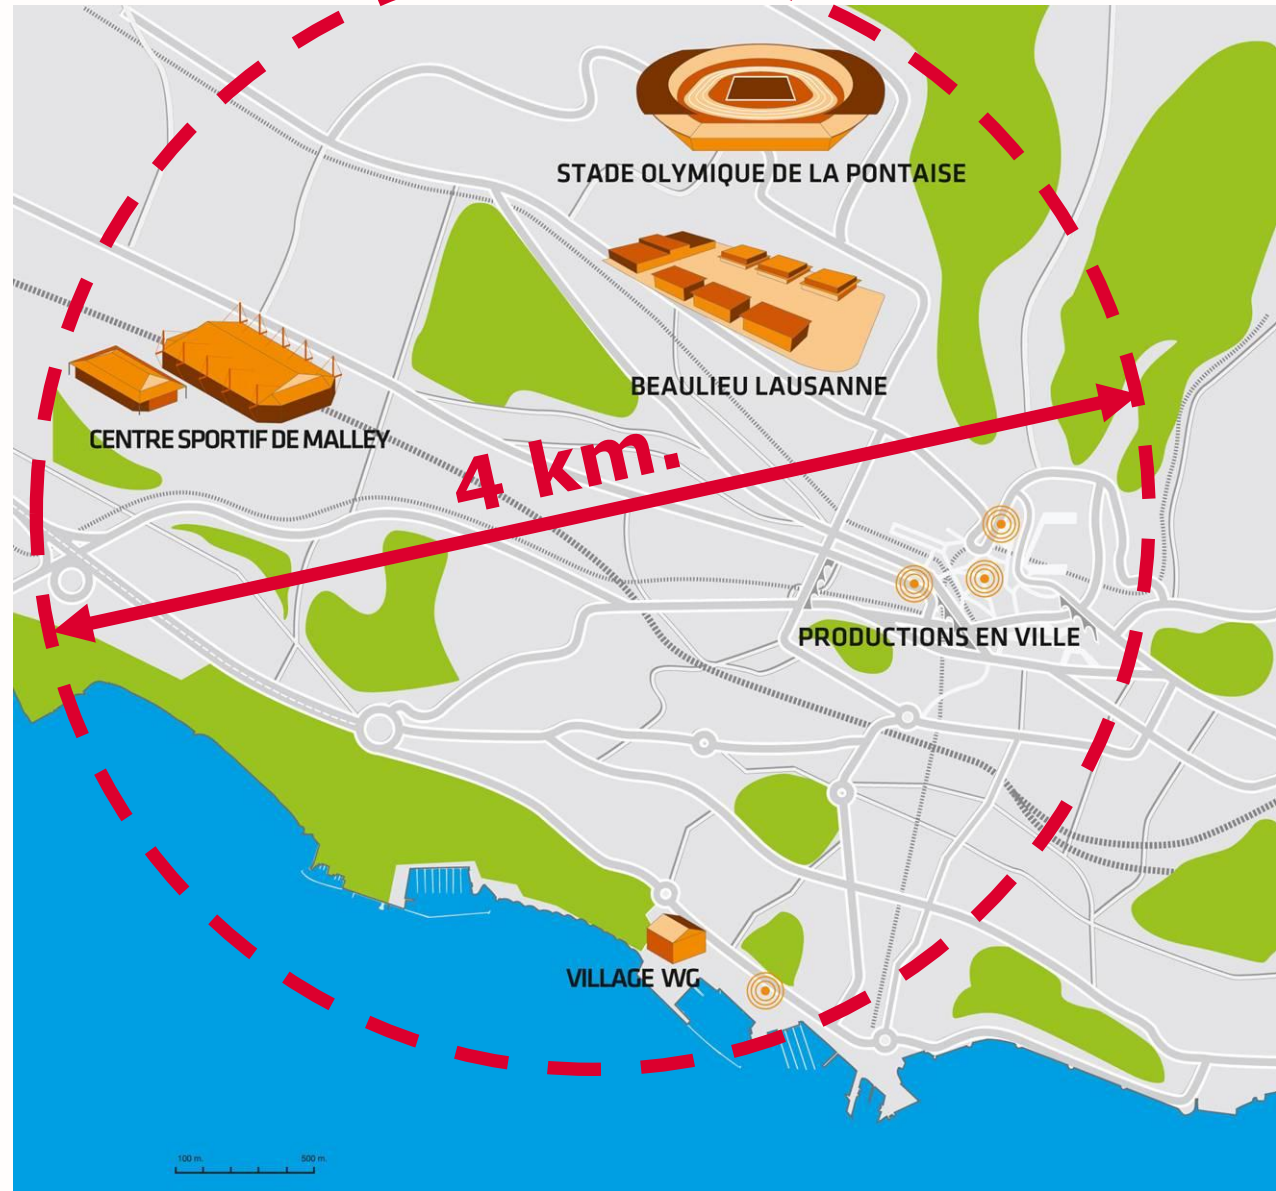 STADE OLYMPIQUE DE LA PONTAISE
BEAULIEU LAUSANNE
CENTRE SPORTIF DE MALLEY
4 km.
PRODUCTIONS EN VILLE
VILLAGE WG
100 m. 500 m.